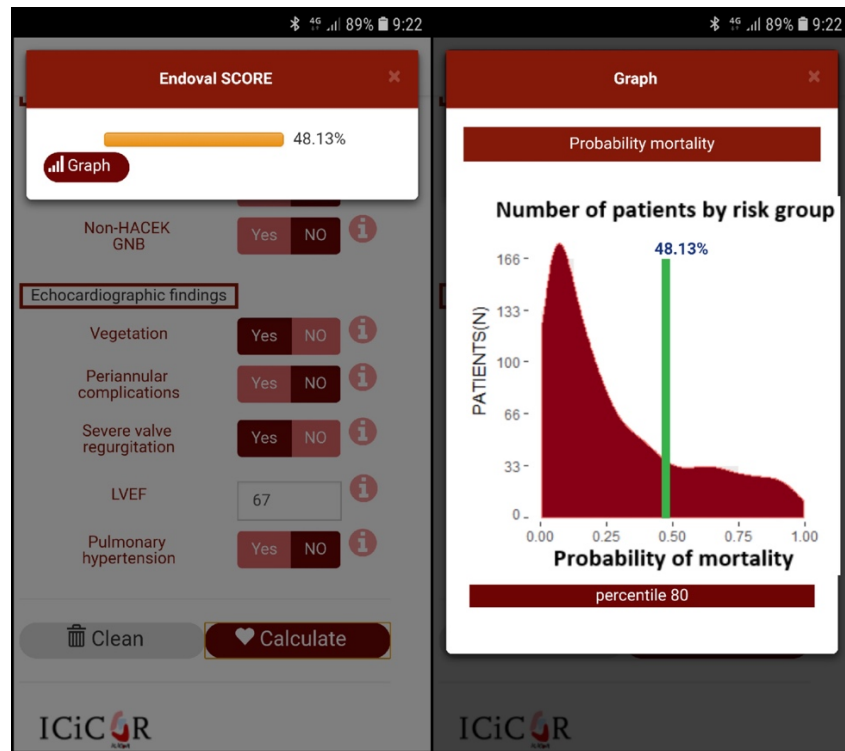 4G 89% 9:22
Endoval SCORE ×
48.13%
Graph
Non-HACEK
GNB
Yes NO i
Echocardiographic findings
Vegetation
Yes NO i
Periannular
complications
Yes NO i
Severe valve
regurgitation
Yes NO i
LVEF
67 i
Pulmonary
hypertension
Yes NO i
Clean
Calculate
ICiCOR
4G 89% 9:22
Graph ×
Probability mortality
Number of patients by risk group
48.13%
PATIENTS(N)
166
133
100
66
33
0
0.00 0.25 0.50 0.75 1.00
Probability of mortality
percentile 80
ICiCOR